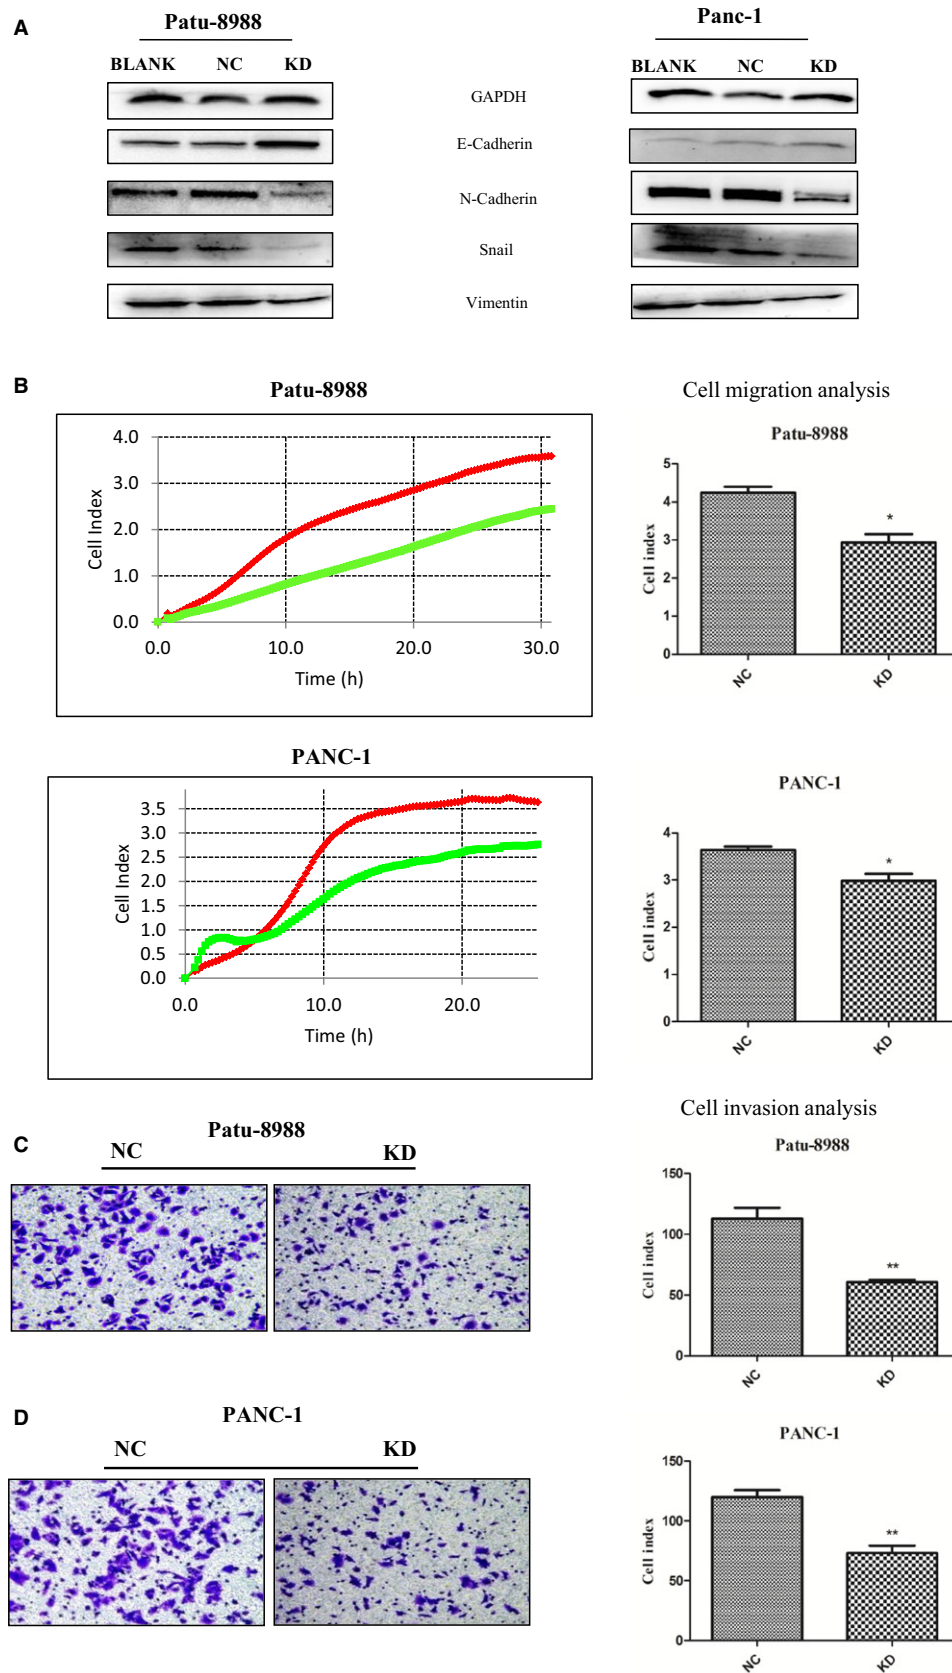 A
Patu-8988
Panc-1
BLANK NC KD
BLANK NC KD
GAPDH
E-Cadherin
N-Cadherin
Snail
Vimentin
B
Patu-8988
Cell Index
4.0
3.0
2.0
1.0
0.0
0.0 10.0 20.0 30.0
Time (h)
Cell migration analysis
Patu-8988
Cell index
5
4
3
2
1
0
*
NC KD
PANC-1
Cell Index
3.5
3.0
2.5
2.0
1.5
1.0
0.5
0.0
0.0 10.0 20.0
Time (h)
PANC-1
Cell index
4
3
2
1
0
*
NC KD
C
Patu-8988
NC KD
Cell invasion analysis
Patu-8988
Cell index
150
100
50
0
**
NC KD
D
PANC-1
NC KD
PANC-1
Cell index
150
100
50
0
**
NC KD